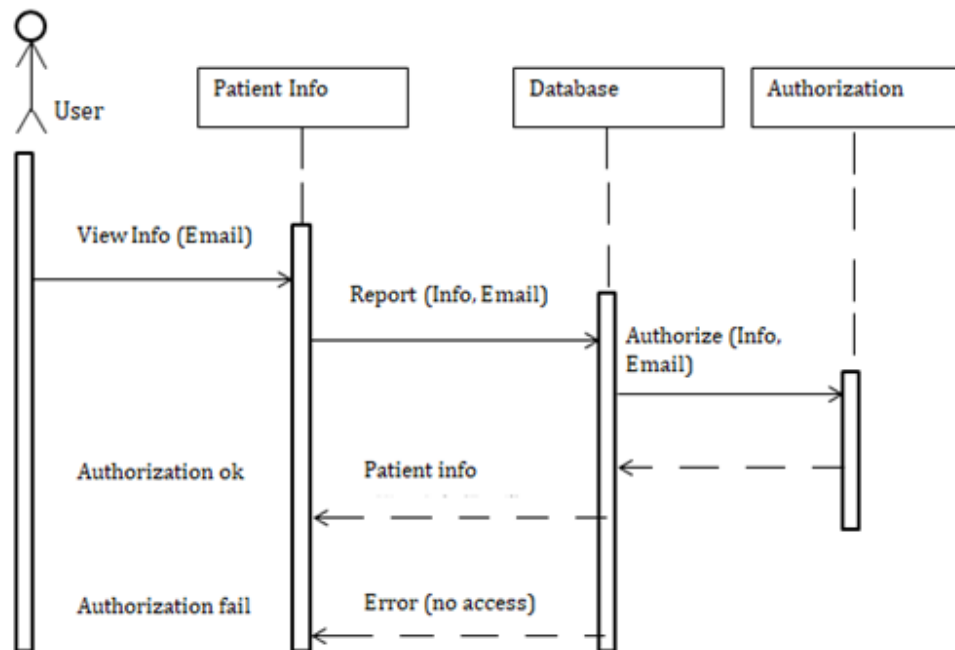 Patient Info
Database
Authorization
User
View Info (Email)
Report (Info, Email)
Authorize (Info,
Email)
Authorization ok
Patient info
Authorization fail
Error (no access)